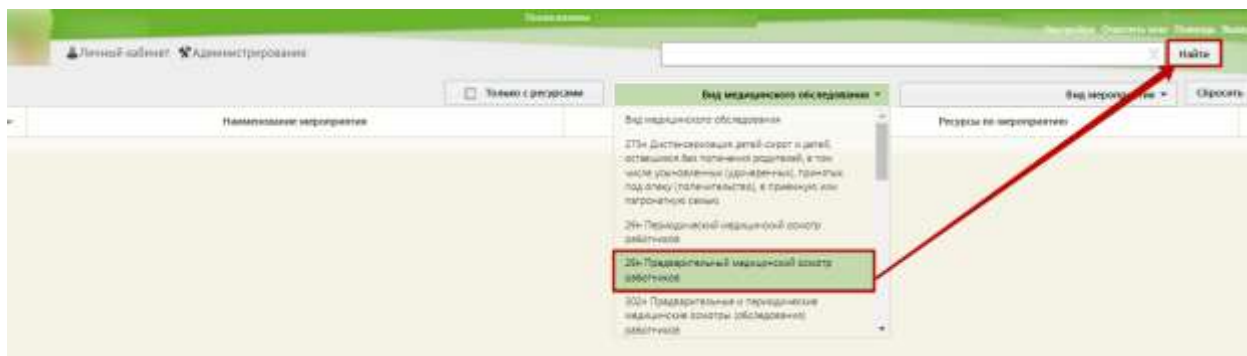 Личный кабинет Администрирование
Найти
Только с ресурсами Вид медицинского обследования Вид мероприятие Сбросить
Наименование мероприятия Ресурсы по мероприятию
Вид медицинского обследования
275н Диспансеризация детей-сирот и детей,
оставшихся без попечения родителей, в том
числе усыновленных (удочеренных), принятых
под опеку (попечительство), в приемную или
патронатную семью
29н Периодический медицинский осмотр
работников
29н Предварительный медицинский осмотр
работников
302н Предварительные и периодические
медицинские осмотры (обследования)
работников